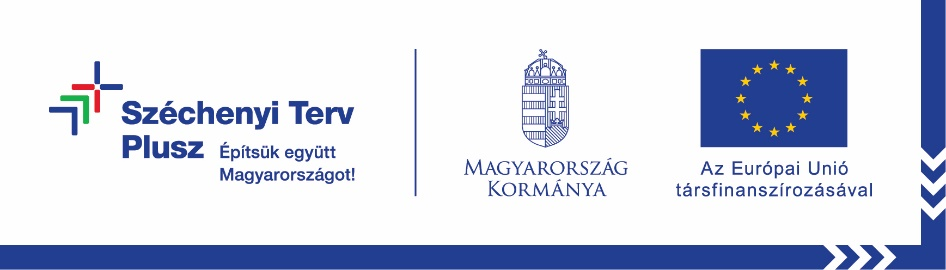 Széchenyi Terv
Plusz
Építsük együtt
Magyarországot!
MAGYARORSZÁG
KORMÁNYA
Az Európai Unió
társfinanszírozásával